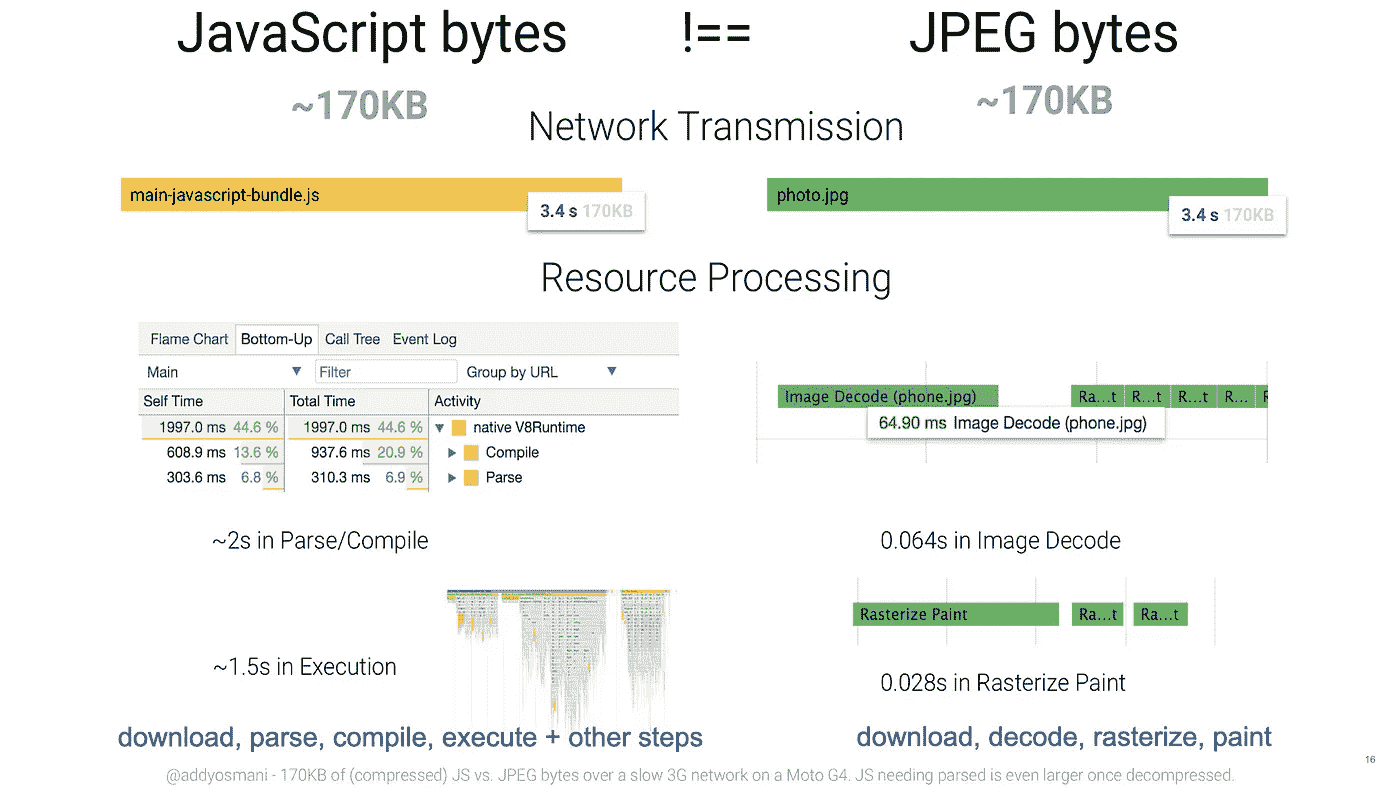 JavaScript bytes !== JPEG bytes
~170KB ~170KB
Network Transmission
main-javascript-bundle.js
3.4 s 170KB
photo.jpg
3.4 s 170KB
Resource Processing
Flame Chart Bottom-Up Call Tree Event Log
Main Filter Group by URL
Self Time Total Time Activity
1997.0 ms 44.6 % 1997.0 ms 44.6 % native V8Runtime
608.9 ms 13.6 % 937.6 ms 20.9 % Compile
303.6 ms 6.8 % 310.3 ms 6.9 % Parse
Image Decode (phone.jpg) Ra…t R…t R…t R… R
64.90 ms Image Decode (phone.jpg)
~2s in Parse/Compile
0.064s in Image Decode
Rasterize Paint Ra…t Ra…t
~1.5s in Execution
0.028s in Rasterize Paint
download, parse, compile, execute + other steps
download, decode, rasterize, paint
@addyosmani - 170KB of (compressed) JS vs. JPEG bytes over a slow 3G network on a Moto G4. JS needing parsed is even larger once decompressed.
16